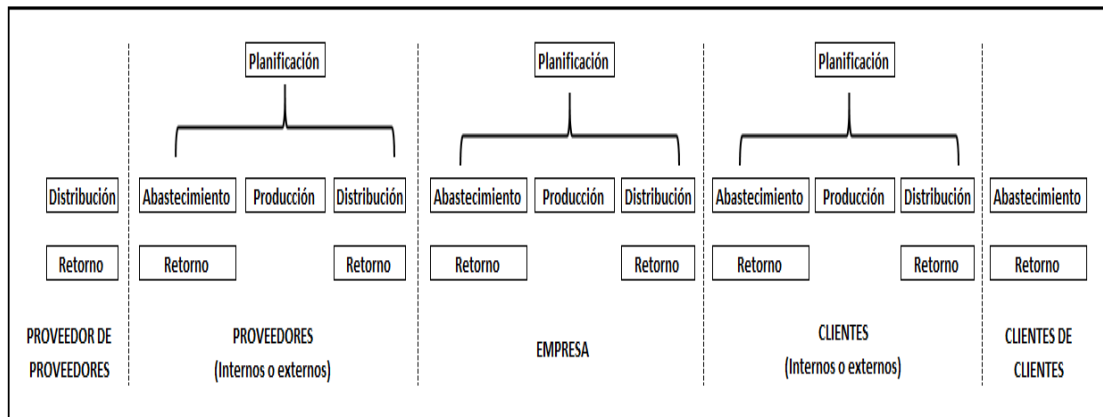 Planificación
Planificación
Planificación
Distribución
Abastecimiento
Producción
Distribución
Abastecimiento
Producción
Distribución
Abastecimiento
Producción
Distribución
Abastecimiento
Retorno
Retorno
Retorno
Retorno
Retorno
Retorno
Retorno
Retorno
PROVEEDOR DE
PROVEEDORES
PROVEEDORES
(Internos o externos)
EMPRESA
CLIENTES
(Internos o externos)
CLIENTES DE
CLIENTES